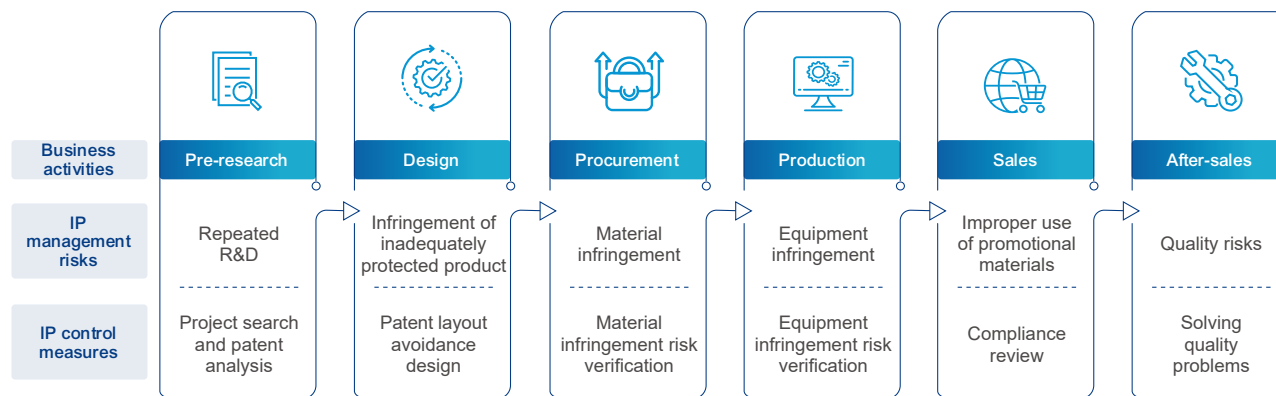 Business
activities
Pre-research
Design
Procurement
Production
Sales
After-sales
IP
management
risks
Repeated
R&D
Infringement of
inadequately
protected product
Material
infringement
Equipment
infringement
Improper use
of promotional
materials
Quality risks
IP control
measures
Project search
and patent
analysis
Patent layout
avoidance
design
Material
infringement risk
verification
Equipment
infringement risk
verification
Compliance
review
Solving
quality
problems